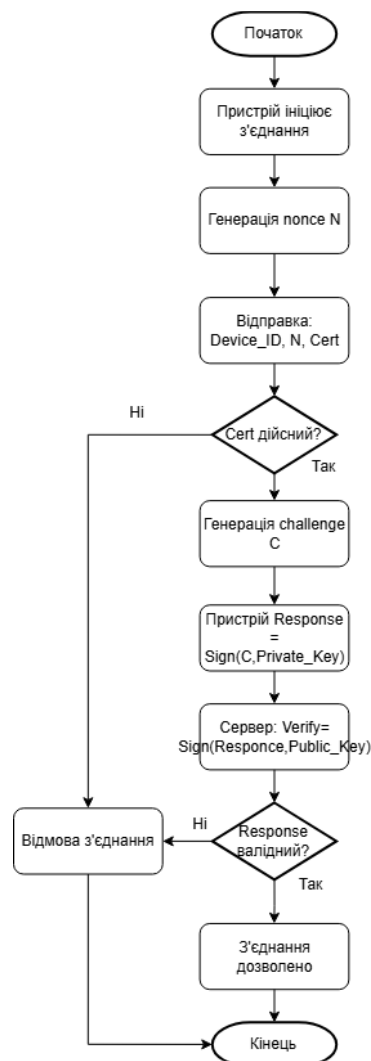 Початок
Пристрій ініціює
з'єднання
Генерація nonce N
Відправка:
Device_ID, N, Cert
Ні
Cert дійсний?
Так
Генерація challenge
C
Пристрій Response
=
Sign(C,Private_Key)
Сервер: Verify=
Sign(Responce,Public_Key)
Відмова з'єднання
Ні
Response
валідний?
Так
З'єднання
дозволено
Кінець